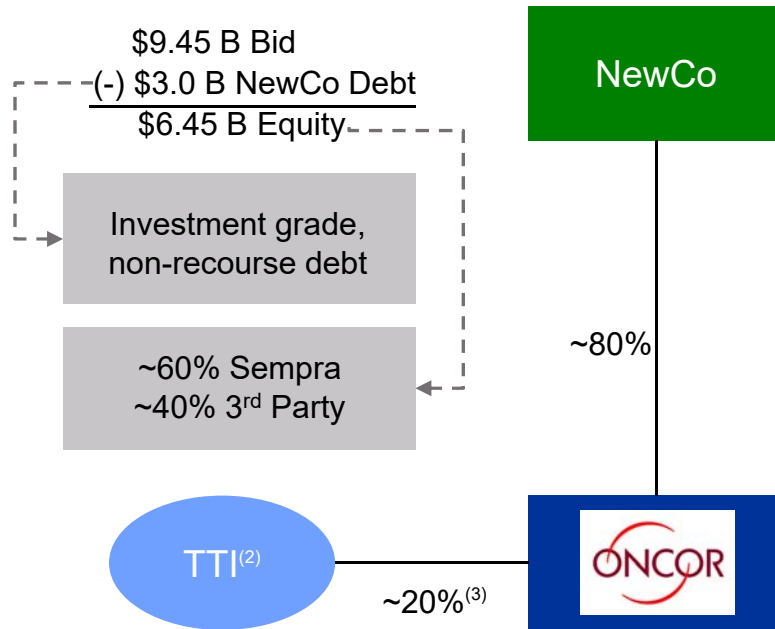 $9.45 B Bid
(-) $3.0 B NewCo Debt
$6.45 B Equity
NewCo
Investment grade,
non-recourse debt
~60% Sempra
~40% 3rd Party
~80%
TTI(2)
~20%(3)
ONCOR